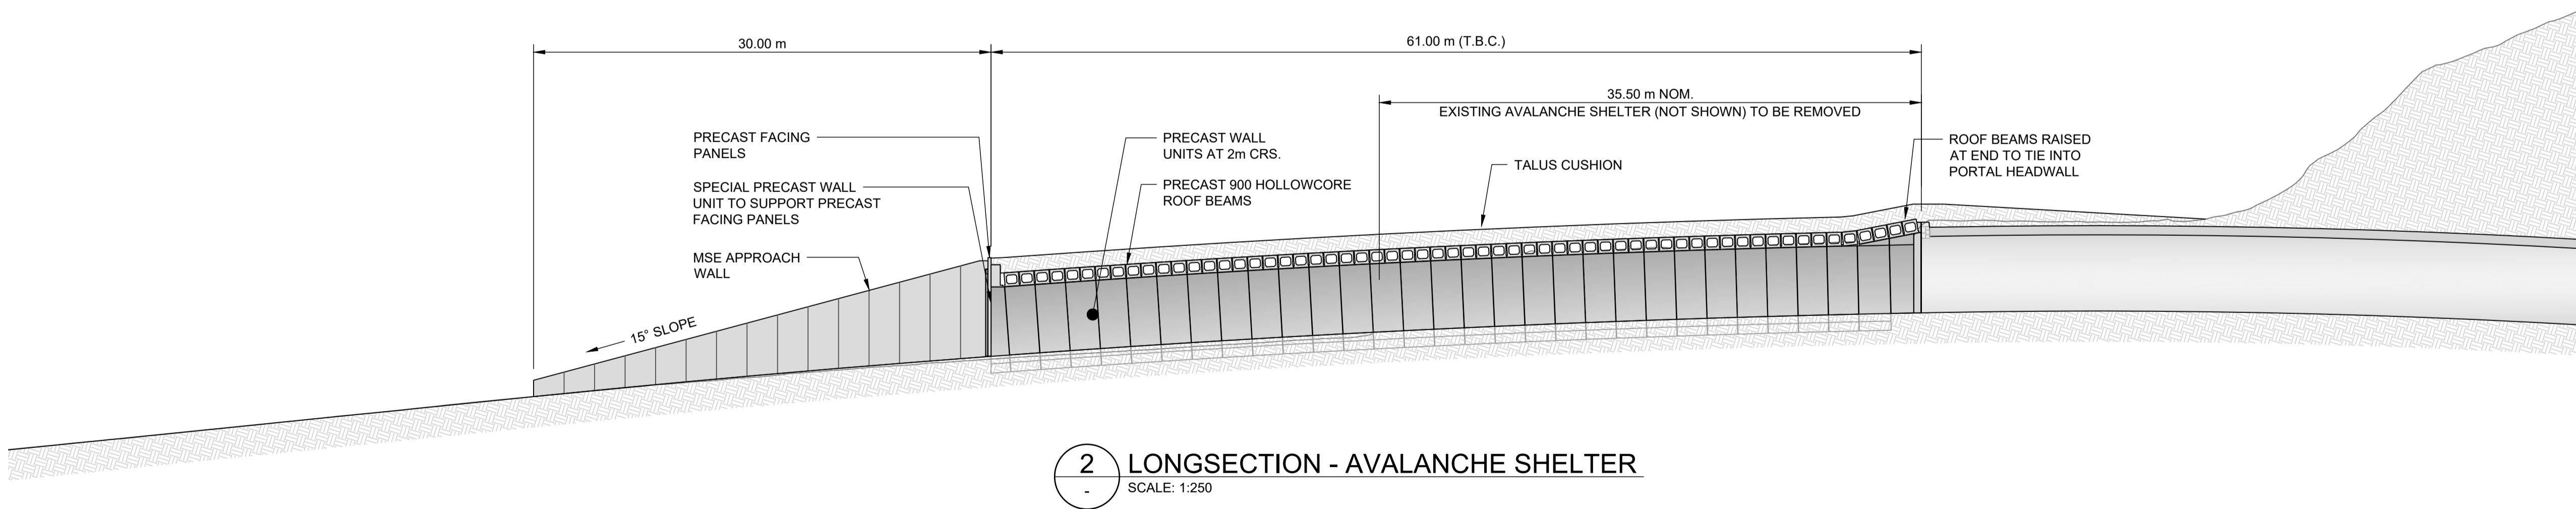 30.00 m
61.00 m (T.B.C.)
35.50 m NOM.
EXISTING AVALANCHE SHELTER (NOT SHOWN) TO BE REMOVED
PRECAST FACING
PANELS
SPECIAL PRECAST WALL
UNIT TO SUPPORT PRECAST
FACING PANELS
MSE APPROACH
WALL
15° SLOPE
PRECAST WALL
UNITS AT 2m CRS.
PRECAST 900 HOLLOWCORE
ROOF BEAMS
TALUS CUSHION
ROOF BEAMS RAISED
AT END TO TIE INTO
PORTAL HEADWALL
2
-
LONGSECTION - AVALANCHE SHELTER
SCALE: 1:250